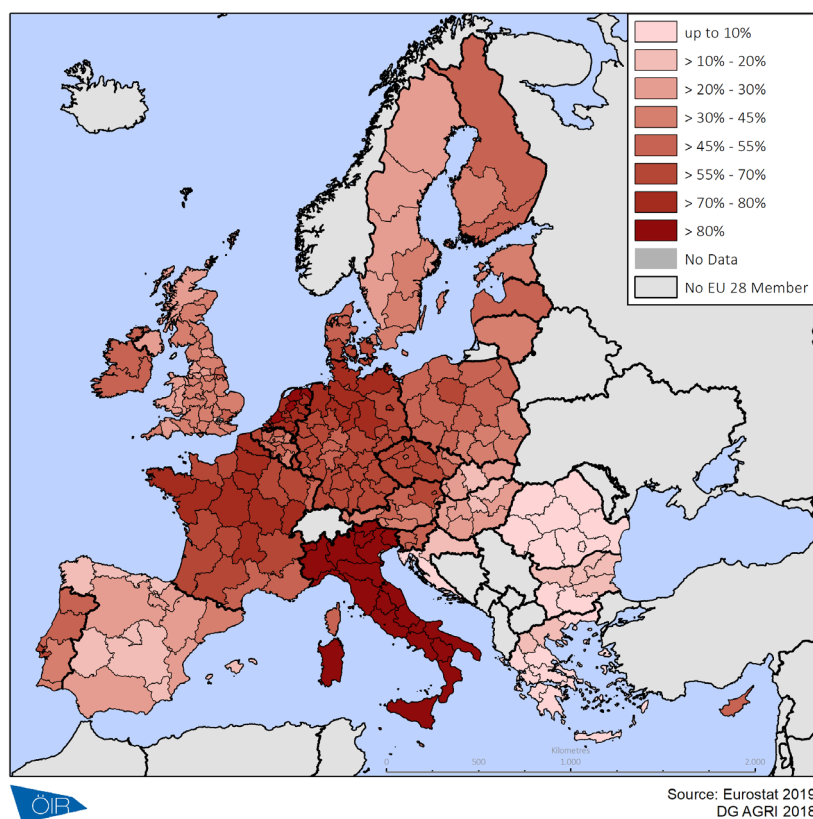 up to 10%
> 10% - 20%
> 20% - 30%
> 30% - 45%
> 45% - 55%
> 55% - 70%
> 70% - 80%
> 80%
No Data
No EU 28 Member
Kilometres
0 500 1.000 2.000
ÖIR
Source: Eurostat 2019
DG AGRI 2018